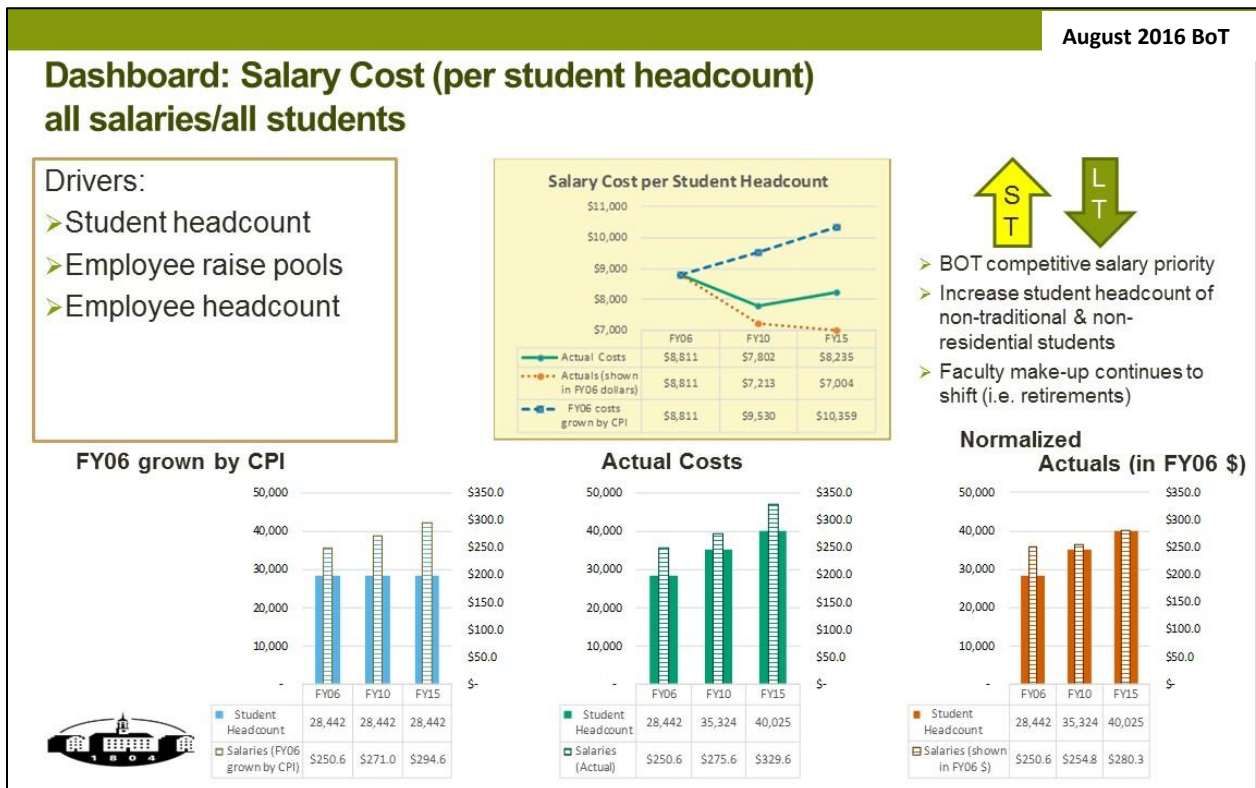 August 2016 BoT
Dashboard: Salary Cost (per student headcount)
all salaries/all students
Drivers:
➢Student headcount
➢Employee raise pools
➢Employee headcount
Salary Cost per Student Headcount
$11,000
$10,000
$9,000
$8,000
$7,000
FY06 FY10 FY15
Actual Costs $8,811 $7,802 $8,235
Actuals (shown
in FY06 dollars) $8,811 $7,213 $7,004
FY06 costs
grown by CPI $8,811 $9,530 $10,359
S
T
L
T
➢ BOT competitive salary priority
➢ Increase student headcount of
non-traditional & non-
residential students
➢ Faculty make-up continues to
shift (i.e. retirements)
FY06 grown by CPI
50,000 $350.0
40,000 $300.0
30,000 $250.0
20,000 $200.0
10,000 $150.0
- $100.0
$50.0
$-
FY06 FY10 FY15
Student
Headcount 28,442 28,442 28,442
Salaries (FY06
grown by CPI) $250.6 $271.0 $294.6
Actual Costs
50,000 $350.0
40,000 $300.0
30,000 $250.0
20,000 $200.0
10,000 $150.0
- $100.0
$50.0
$-
FY06 FY10 FY15
Student
Headcount 28,442 35,324 40,025
Salaries
(Actual) $250.6 $275.6 $329.6
Normalized
Actuals (in FY06 $)
50,000 $350.0
40,000 $300.0
30,000 $250.0
20,000 $200.0
10,000 $150.0
- $100.0
$50.0
$-
FY06 FY10 FY15
Student
Headcount 28,442 35,324 40,025
Salaries (shown
in FY06 $) $250.6 $254.8 $280.3
1804